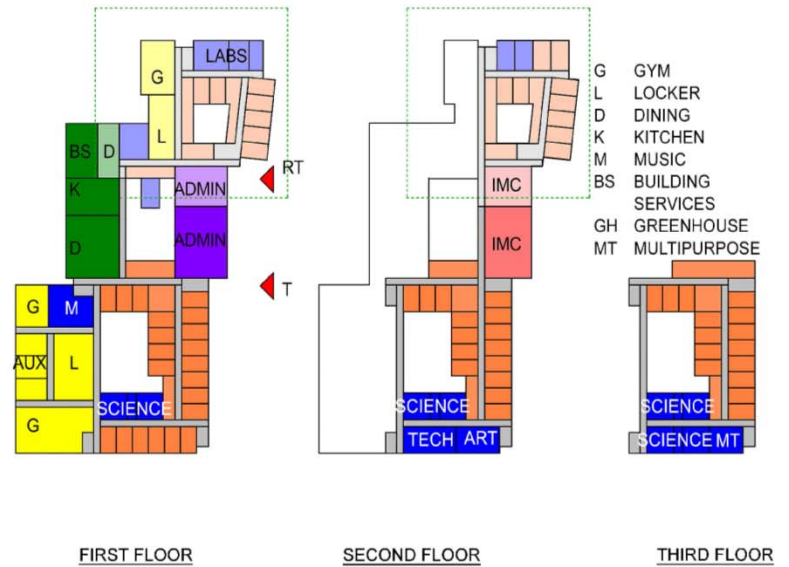 LABS
G
L
BS
D
K
ADMIN
RT
D
ADMIN
T
G
M
AUX
L
SCIENCE
G
IMC
IMC
SCIENCE
TECH
ART
SCIENCE
SCIENCE
MT
G GYM
L LOCKER
D DINING
K KITCHEN
M MUSIC
BS BUILDING
SERVICES
GH GREENHOUSE
MT MULTIPURPOSE
FIRST FLOOR
SECOND FLOOR
THIRD FLOOR